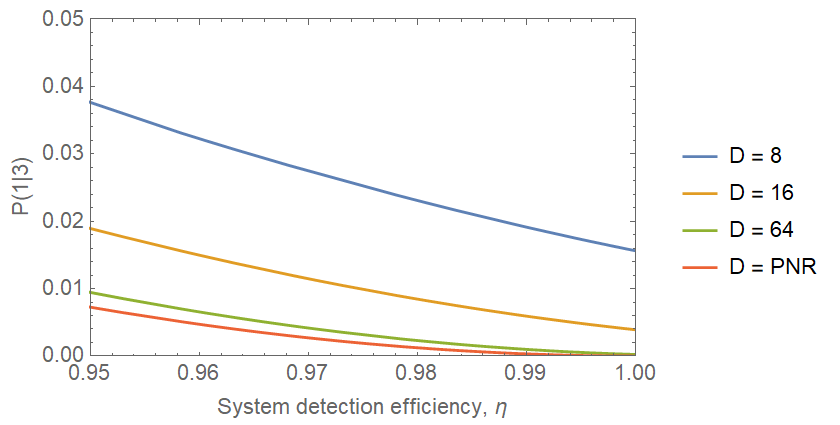 0.05
0.04
0.03
0.02
0.01
0.00
P(1|3)
0.95 0.96 0.97 0.98 0.99 1.00
System detection efficiency, η
D = 8
D = 16
D = 64
D = PNR